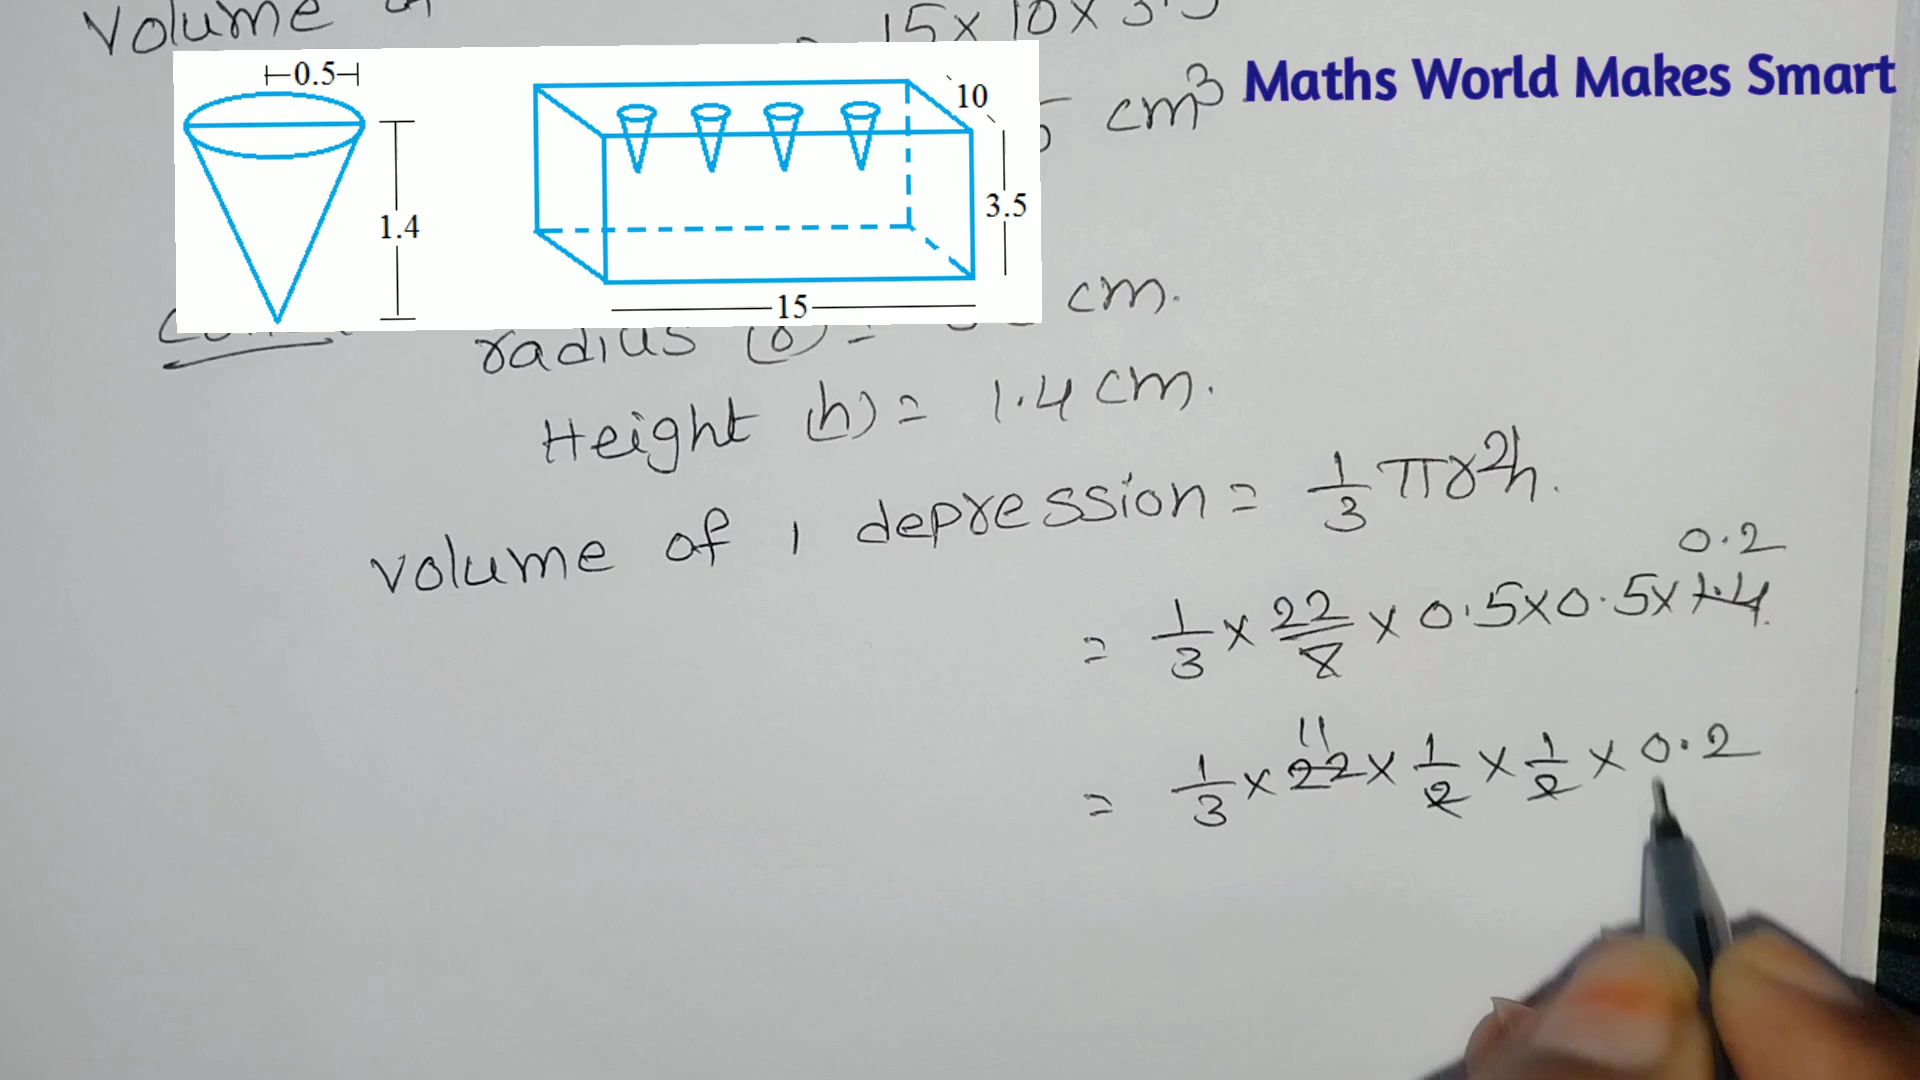 Volume
15 x 10 x 3.5
cm³
Maths World Makes Smart
0.5
1.4
10
3.5
15
cm.
radius (r) =
Height (h) = 1.4 cm.
Volume of 1 depression = 1/3 πr²h.
0.2
= 1/3 x 22/7 x 0.5 x 0.5 x 1.4
11
= 1/3 x 22 x 1/2 x 1/2 x 0.2